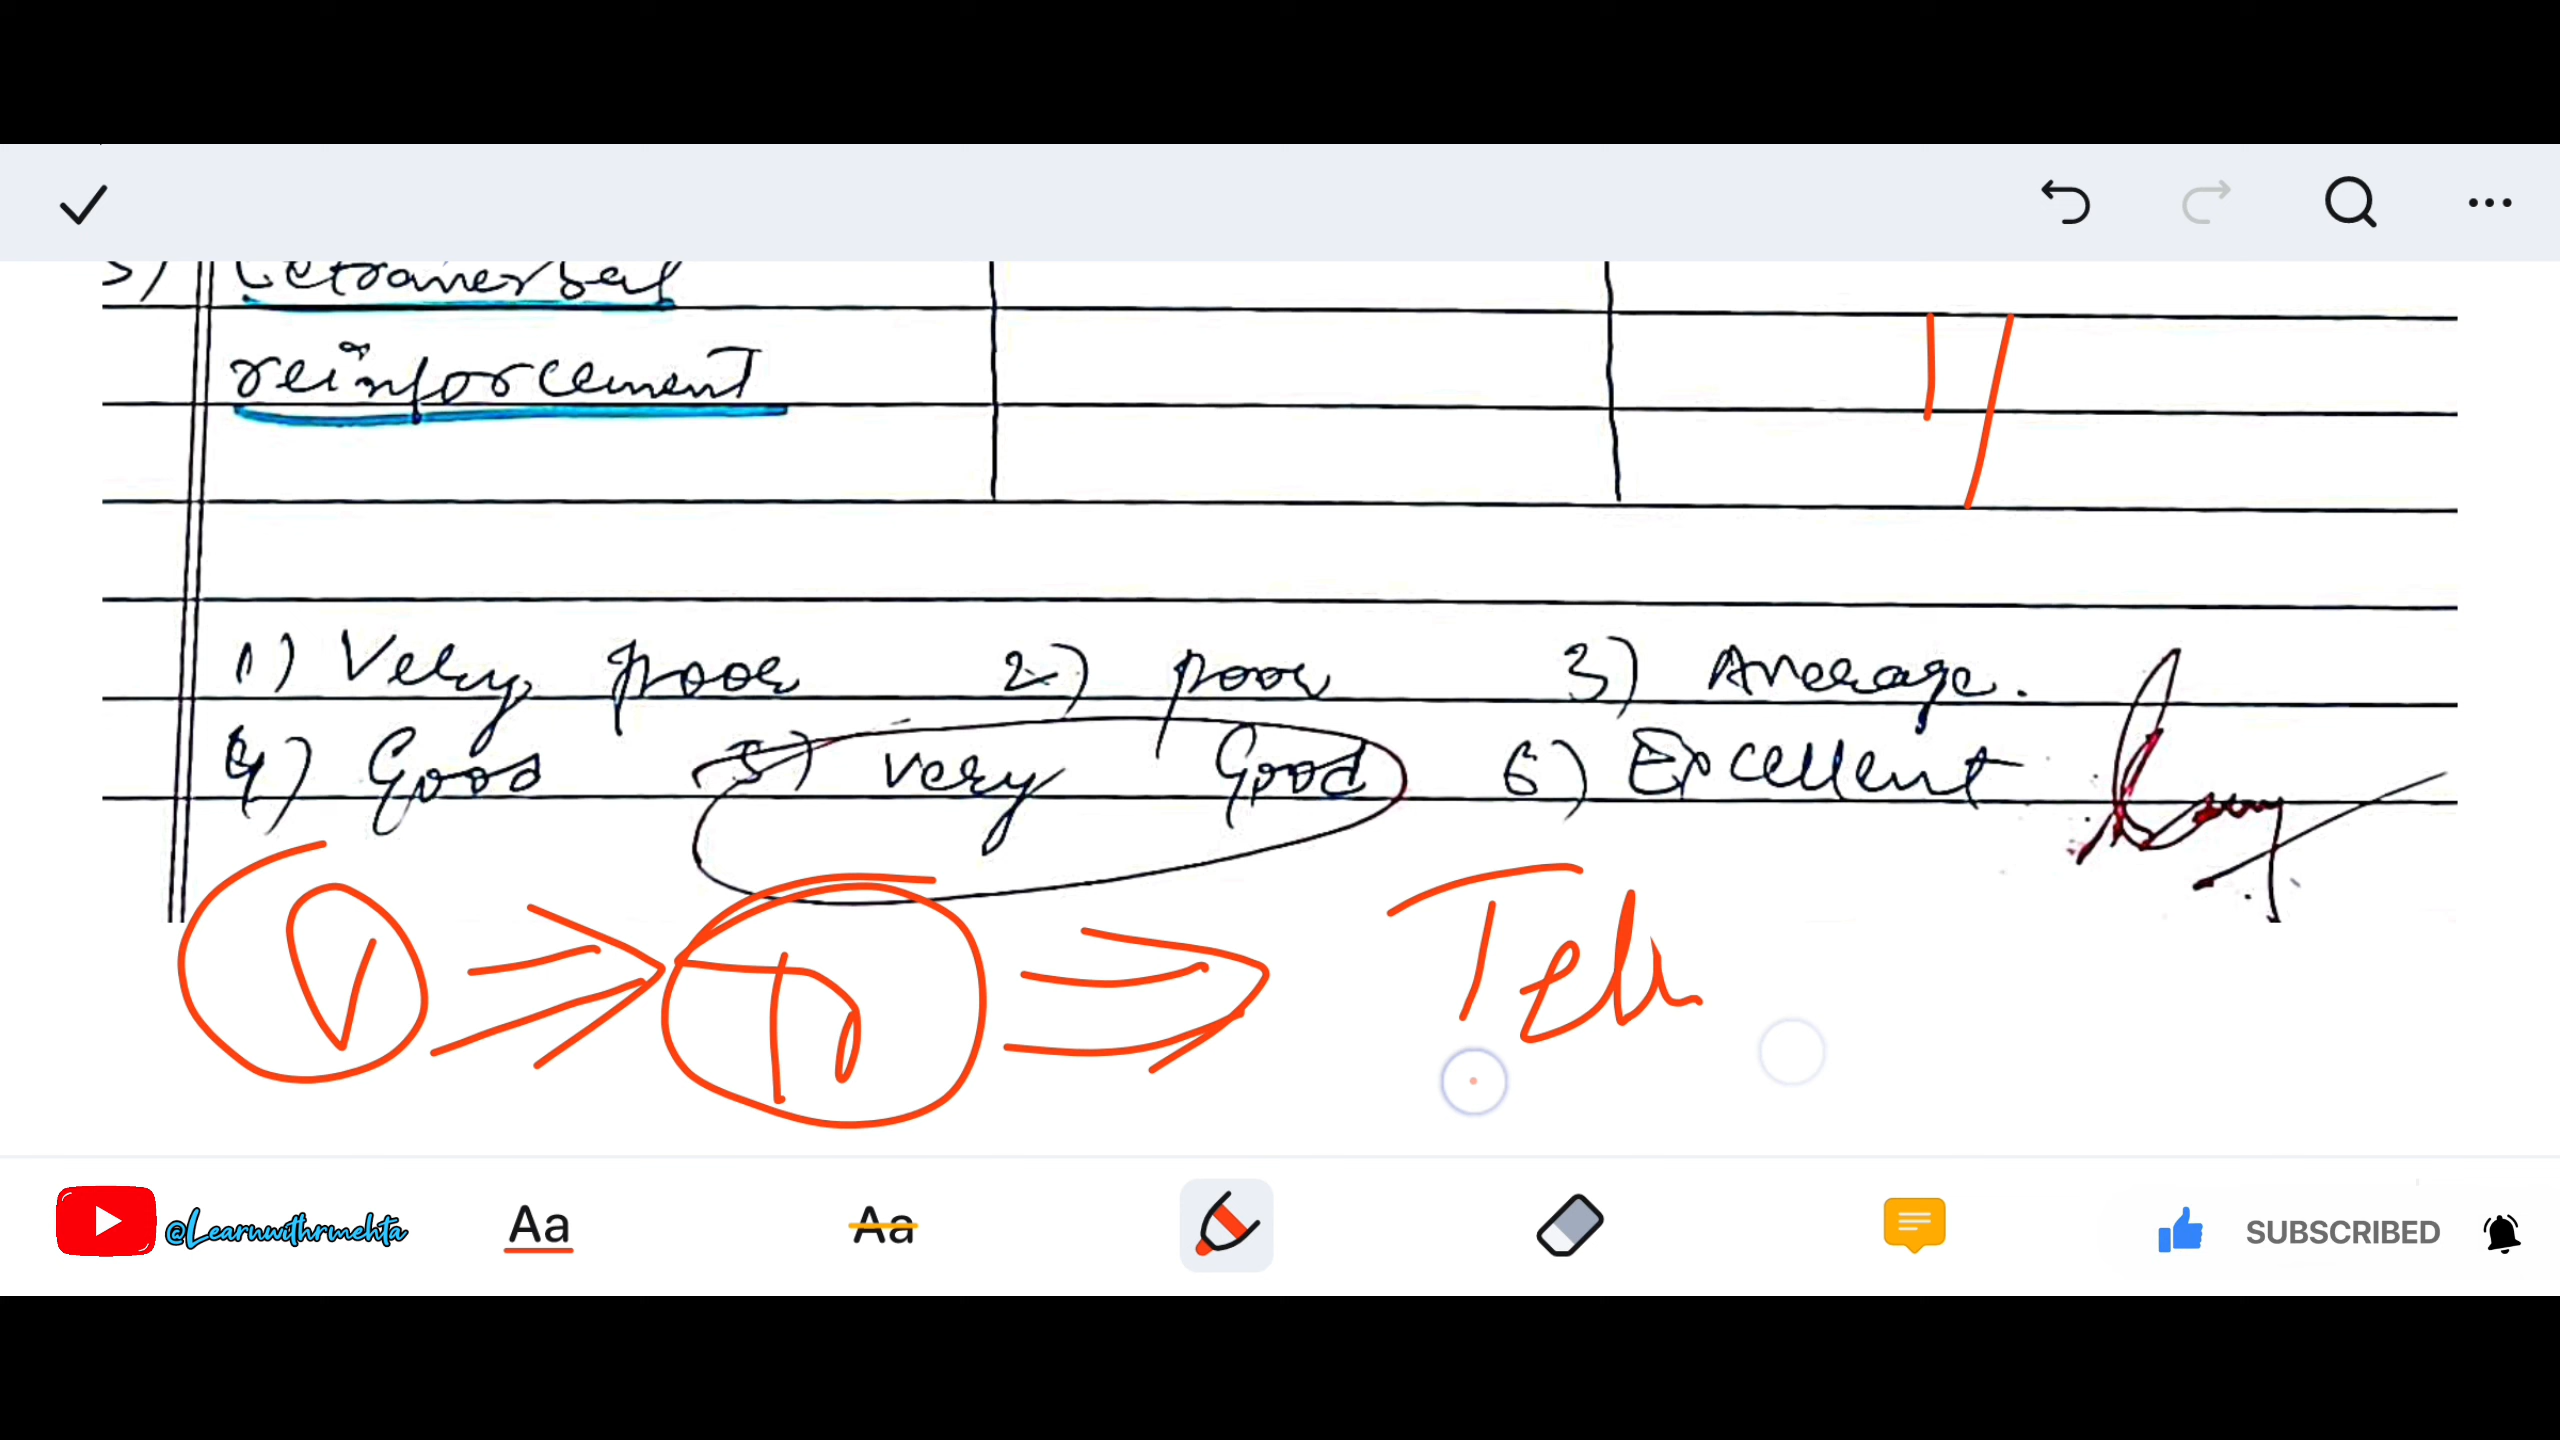 5)
reinforcement
1) Very poor 2) poor 3) Average.
4) Good 5) very Good 6) Excellent
V
@Learnwithrmehta Aa Aa SUBSCRIBED